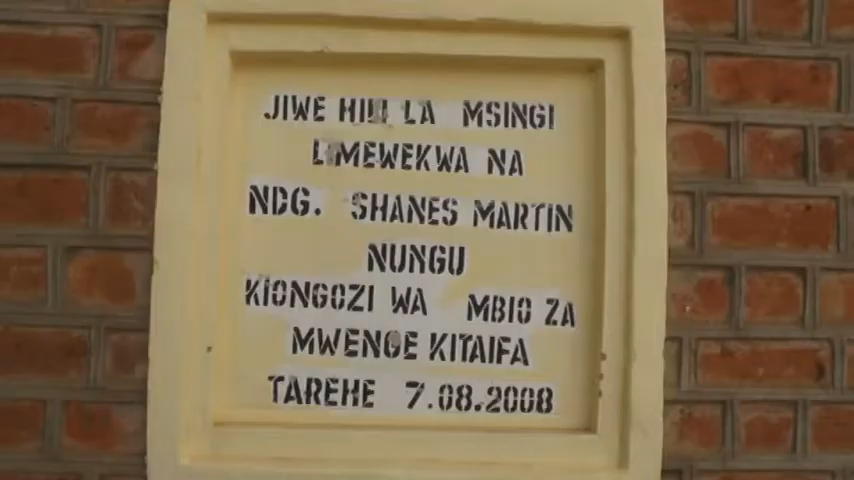 JIWE HILI LA MSINGI
LIMEWEKWA NA
NDG. SHANES MARTIN
NUNGU
KIONGOZI WA MBIO ZA
MWENGE KITAIFA
TAREHE 7.08.2008